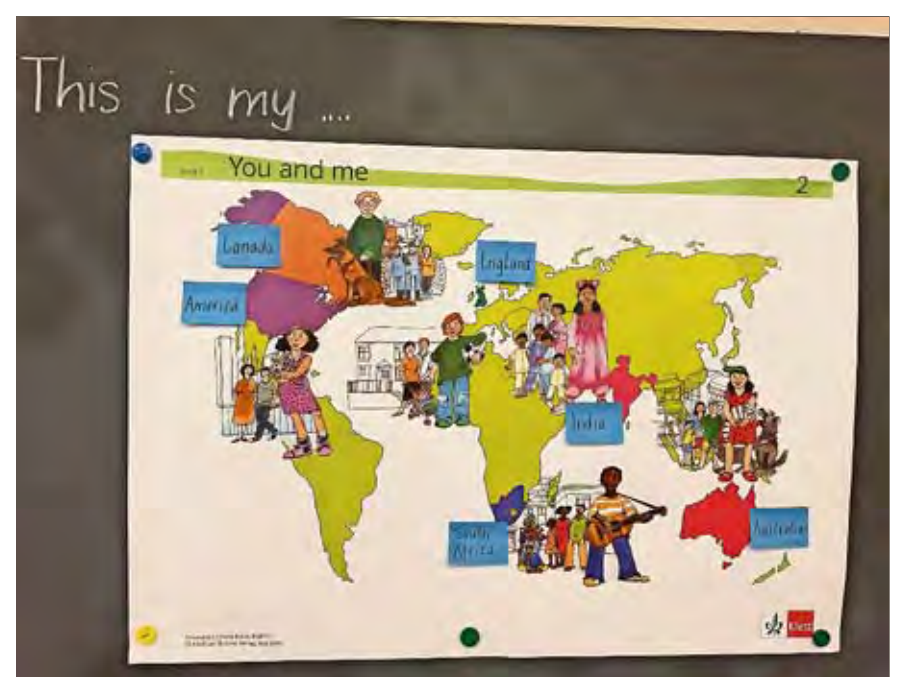 This is my ....
You and me
2
Canada
England
America
India
South
Africa
Australia
Klett